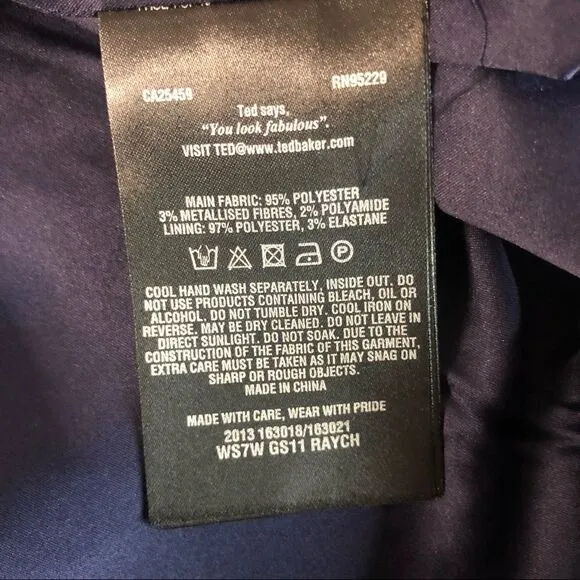 CA25459 RN95229
Ted says,
"You look fabulous".
VISIT TED@www.tedbaker.com
MAIN FABRIC: 95% POLYESTER
3% METALLISED FIBRES, 2% POLYAMIDE
LINING: 97% POLYESTER, 3% ELASTANE
P
COOL HAND WASH SEPARATELY, INSIDE OUT. DO
NOT USE PRODUCTS CONTAINING BLEACH, OIL OR
ALCOHOL. DO NOT TUMBLE DRY. COOL IRON ON
REVERSE. MAY BE DRY CLEANED. DO NOT LEAVE IN
DIRECT SUNLIGHT. DO NOT SOAK. DUE TO THE
CONSTRUCTION OF THE FABRIC OF THIS GARMENT,
EXTRA CARE MUST BE TAKEN AS IT MAY SNAG ON
SHARP OR ROUGH OBJECTS.
MADE IN CHINA
MADE WITH CARE, WEAR WITH PRIDE
2013 163018/163021
WS7W GS11 RAYCH